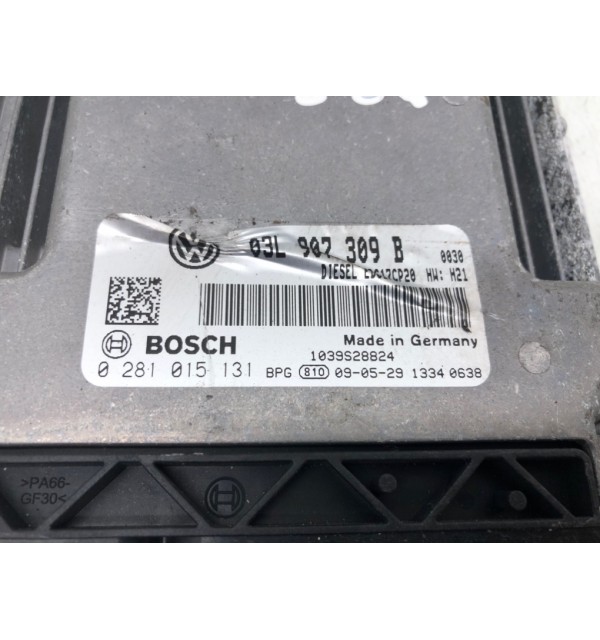 03L 907 309 B 0030
DIESEL HW: H21
BOSCH
Made in Germany
1039S28824
0 281 015 131 BPG 810 09-05-29 1334 0638
>PA66-
GF30<